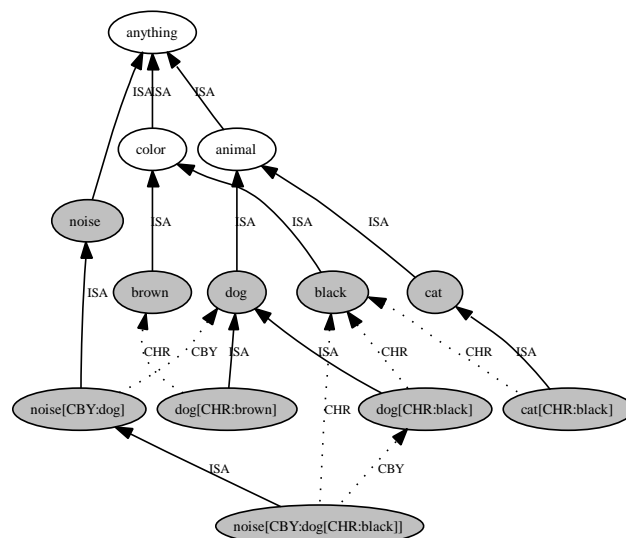 anything
ISA
ISA
ISA
color
animal
noise
ISA
ISA
ISA
ISA
ISA
brown
dog
black
cat
CHR
CBY
ISA
ISA
CHR
CHR
ISA
noise[CBY:dog]
dog[CHR:brown]
CHR
dog[CHR:black]
cat[CHR:black]
ISA
CBY
noise[CBY:dog[CHR:black]]